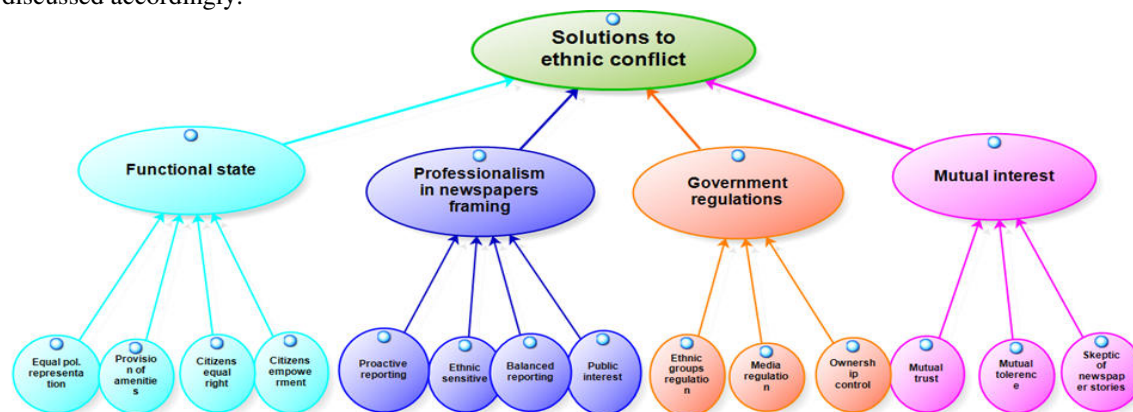 discussed accordingly.
Solutions to
ethnic conflict
Functional state
Professionalism
in newspapers
framing
Government
regulations
Mutual interest
Equal pol.
representa
tion
Provisio
n of
amenitie
s
Citizens
equal
right
Citizens
empowe
rment
Proactive
reporting
Ethnic
sensitive
Balanced
reporting
Public
interest
Ethnic
groups
regulatio
n
Media
regulatio
n
Ownersh
ip
control
Mutual
trust
Mutual
tolerenc
e
Skeptic
of
newspap
er stories